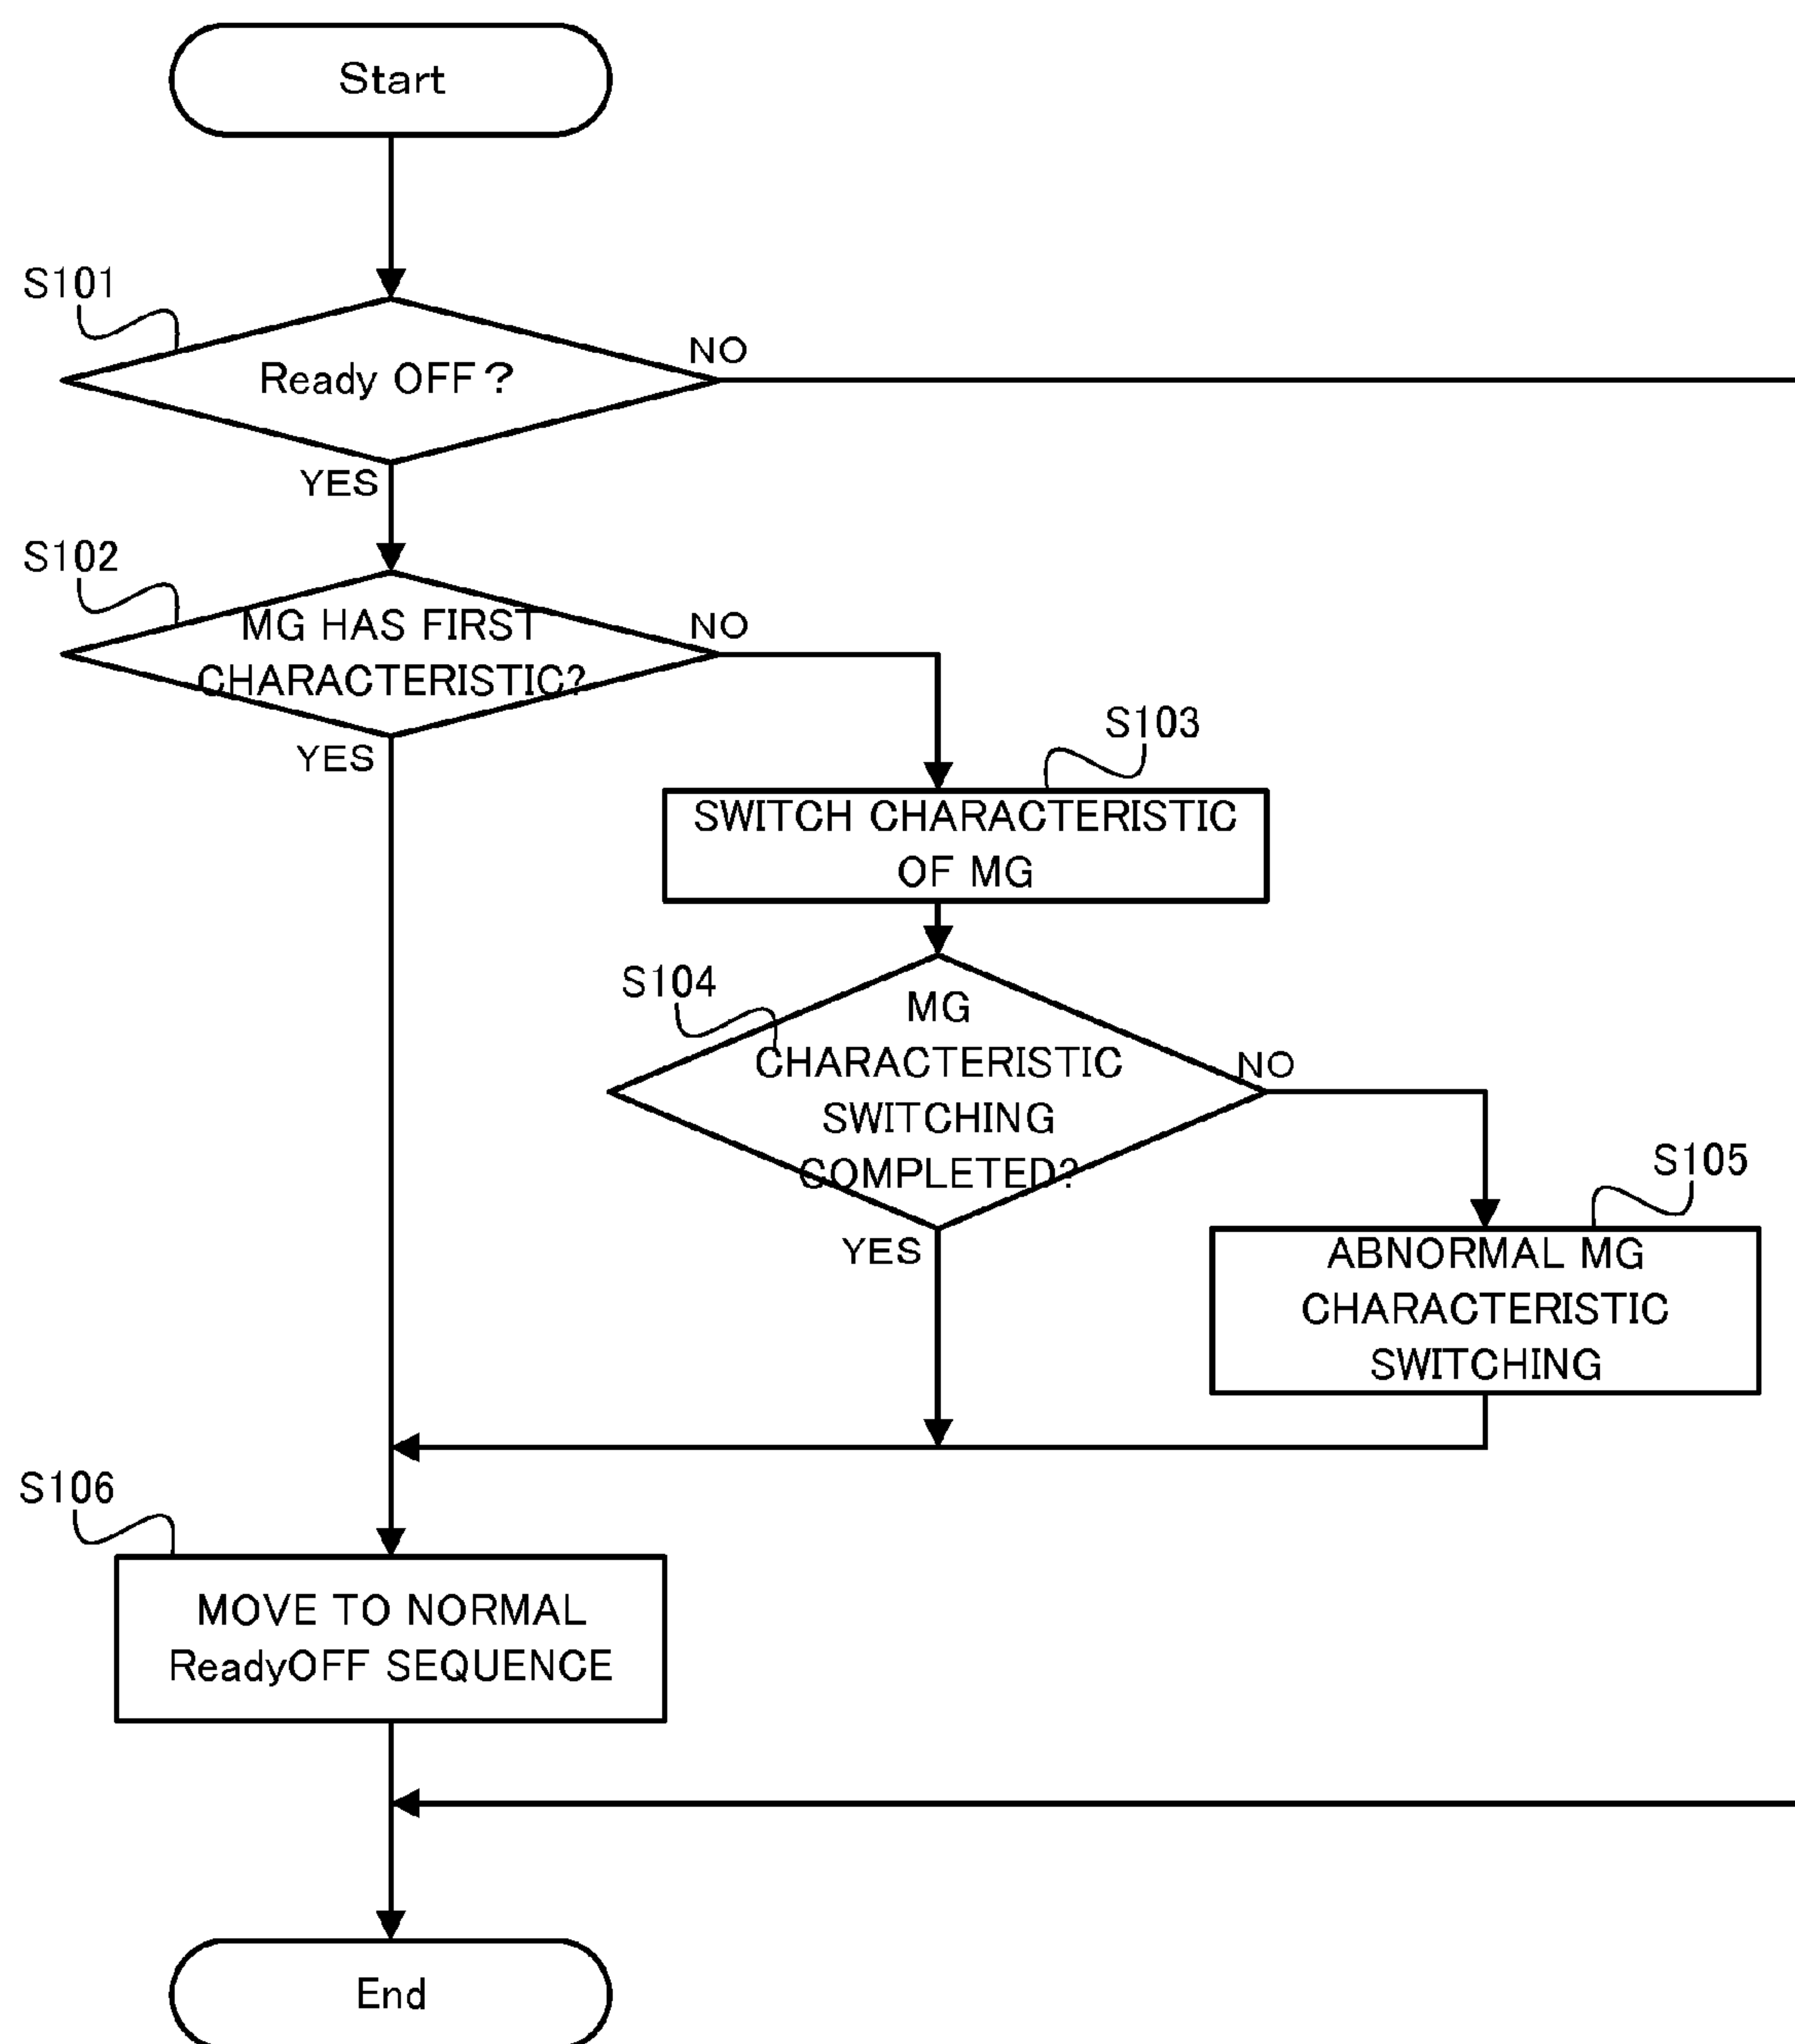 Start
S101
Ready OFF?
NO
YES
S102
MG HAS FIRST
CHARACTERISTIC?
NO
YES
S103
SWITCH CHARACTERISTIC
OF MG
S104
MG
CHARACTERISTIC
SWITCHING
COMPLETED?
NO
YES
S105
ABNORMAL MG
CHARACTERISTIC
SWITCHING
S106
MOVE TO NORMAL
ReadyOFF SEQUENCE
End